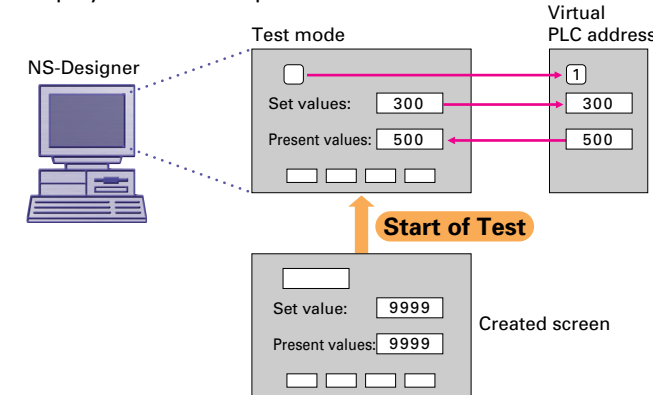 Virtual
Test mode
PLC address
NS-Designer
1
Set values: 300
300
Present values: 500
500
Start of Test
Set value: 9999
Created screen
Present values: 9999